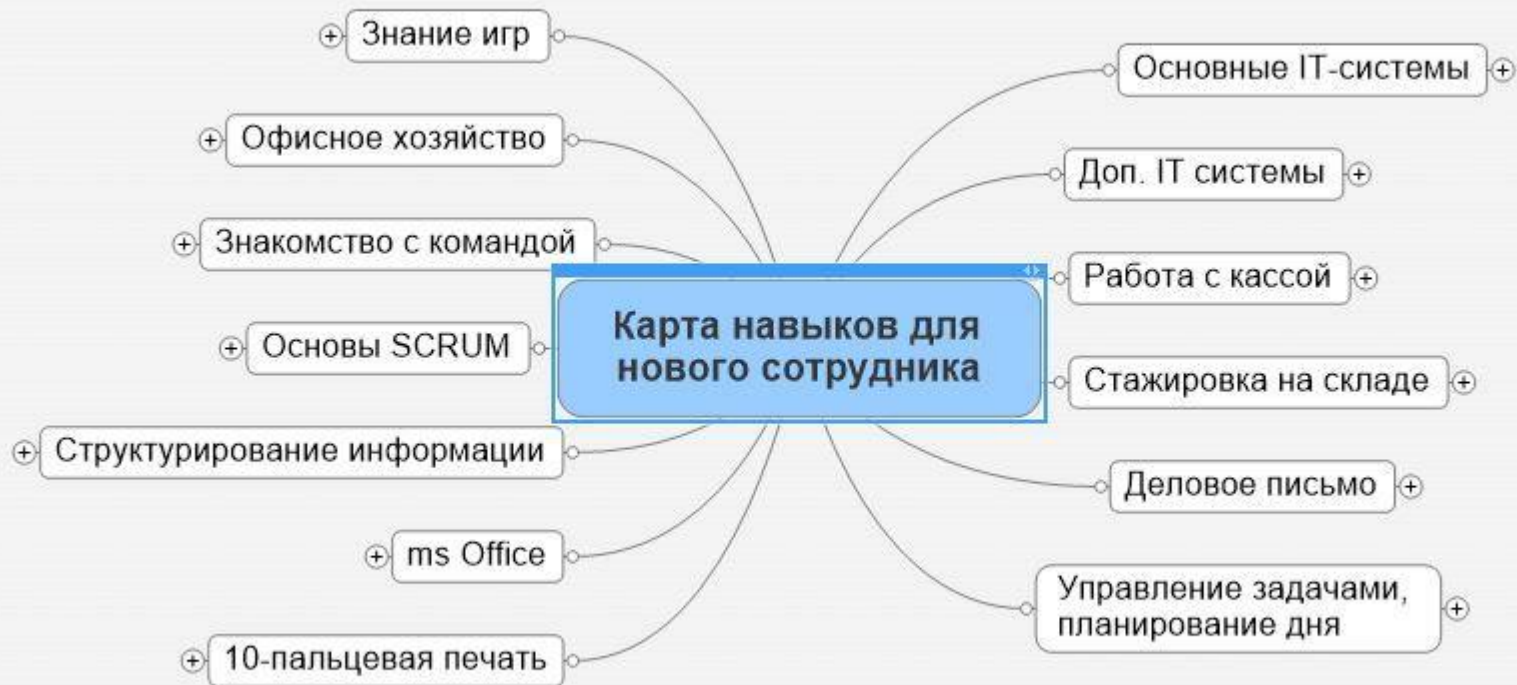 Знание игр
Офисное хозяйство
Знакомство с командой
Основы SCRUM
Структурирование информации
ms Office
10-пальцевая печать
Карта навыков для
нового сотрудника
Основные IT-системы
Доп. IT системы
Работа с кассой
Стажировка на складе
Деловое письмо
Управление задачами,
планирование дня